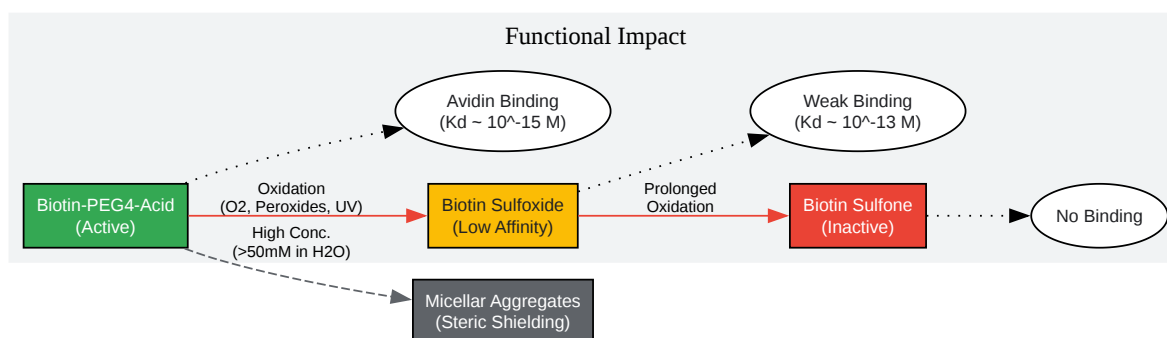 Functional Impact
Avidin Binding
(Kd ~ 10^-15 M)
Weak Binding
(Kd ~ 10^-13 M)
Biotin-PEG4-Acid
(Active)
Oxidation
(O2, Peroxides, UV)
Biotin Sulfoxide
(Low Affinity)
Prolonged
Oxidation
Biotin Sulfone
(Inactive)
No Binding
High Conc.
(>50mM in H2O)
Micellar Aggregates
(Steric Shielding)